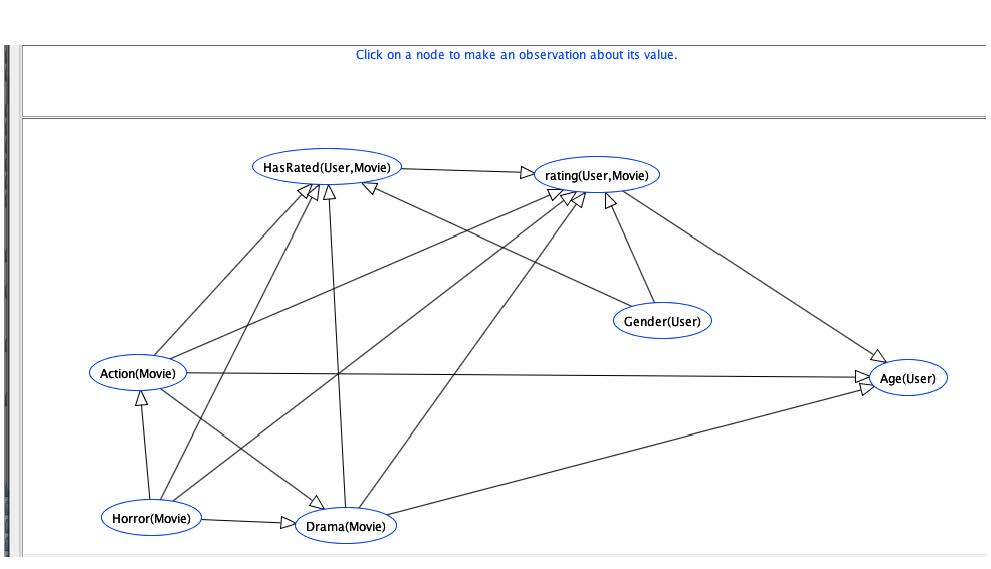 Click on a node to make an observation about its value.
HasRated(User,Movie)
rating(User,Movie)
Gender(User)
Action(Movie)
Age(User)
Horror(Movie)
Drama(Movie)